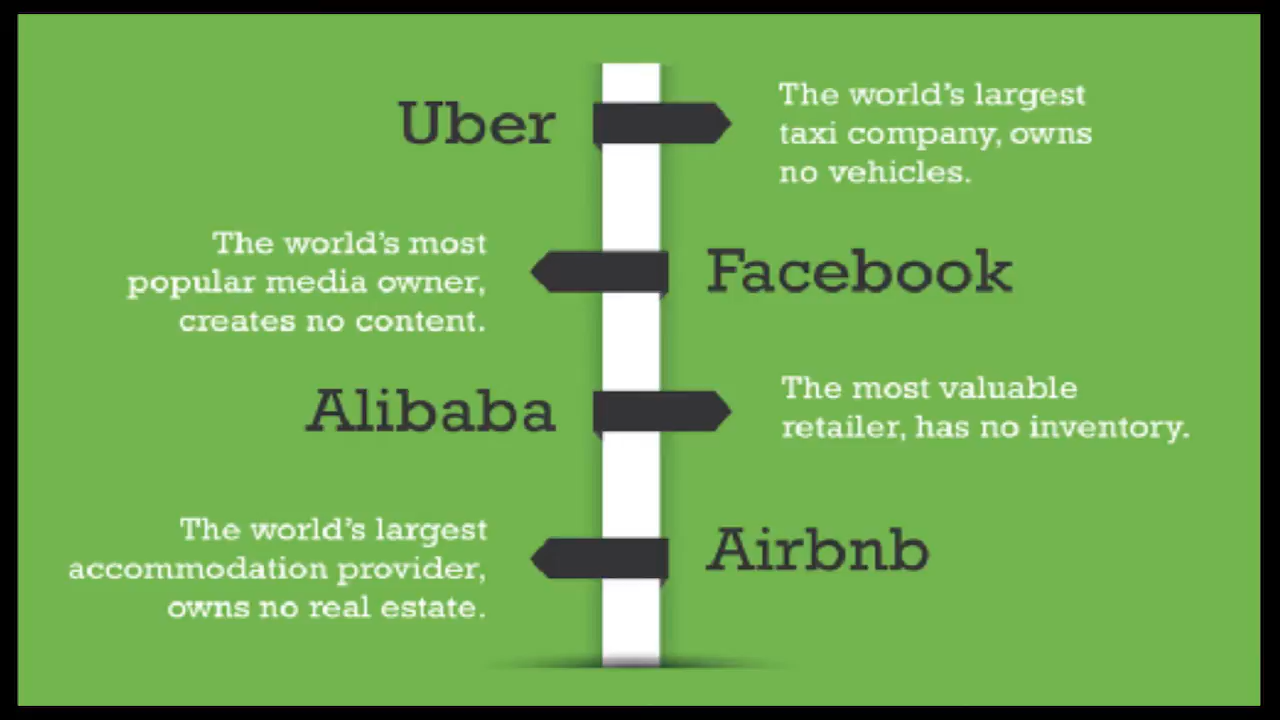 Uber
The world's largest
taxi company, owns
no vehicles.
The world's most
popular media owner,
creates no content.
Facebook
Alibaba
The most valuable
retailer, has no inventory.
The world's largest
accommodation provider,
owns no real estate.
Airbnb